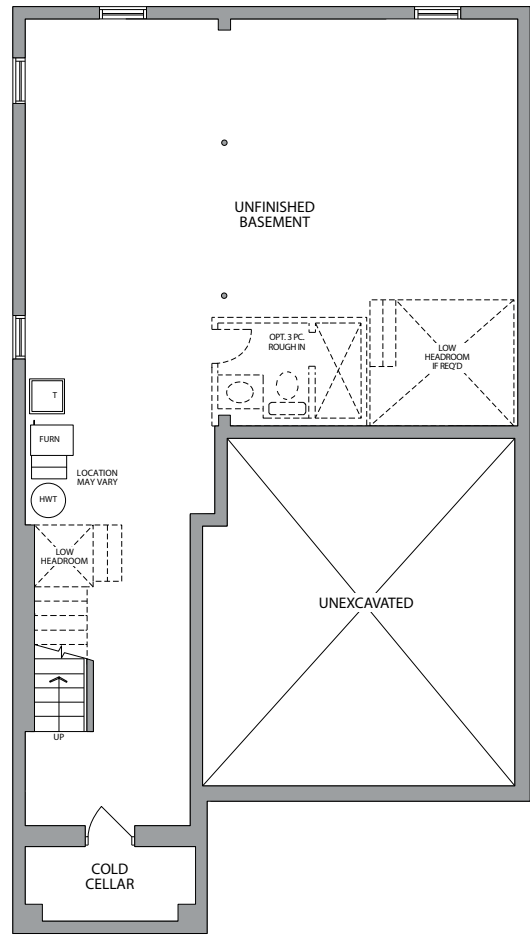 UNFINISHED
BASEMENT
OPT. 3 PC.
ROUGH IN
LOW
HEADROOM
IF REQ'D
T
FURN
LOCATION
MAY VARY
HWT
LOW
HEADROOM
UNEXCAVATED
UP
COLD
CELLAR